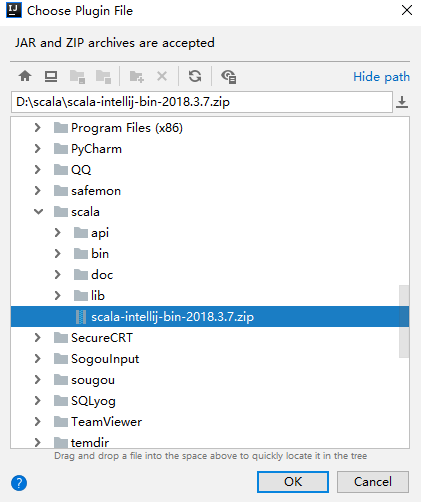 IJ Choose Plugin File
JAR and ZIP archives are accepted
Hide path
D:\scala\scala-intellij-bin-2018.3.7.zip
Program Files (x86)
PyCharm
QQ
safemon
scala
api
bin
doc
lib
scala-intellij-bin-2018.3.7.zip
SecureCRT
SogouInput
sougou
SQLyog
TeamViewer
temdir
Drag and drop a file into the space above to quickly locate it in the tree
? OK Cancel